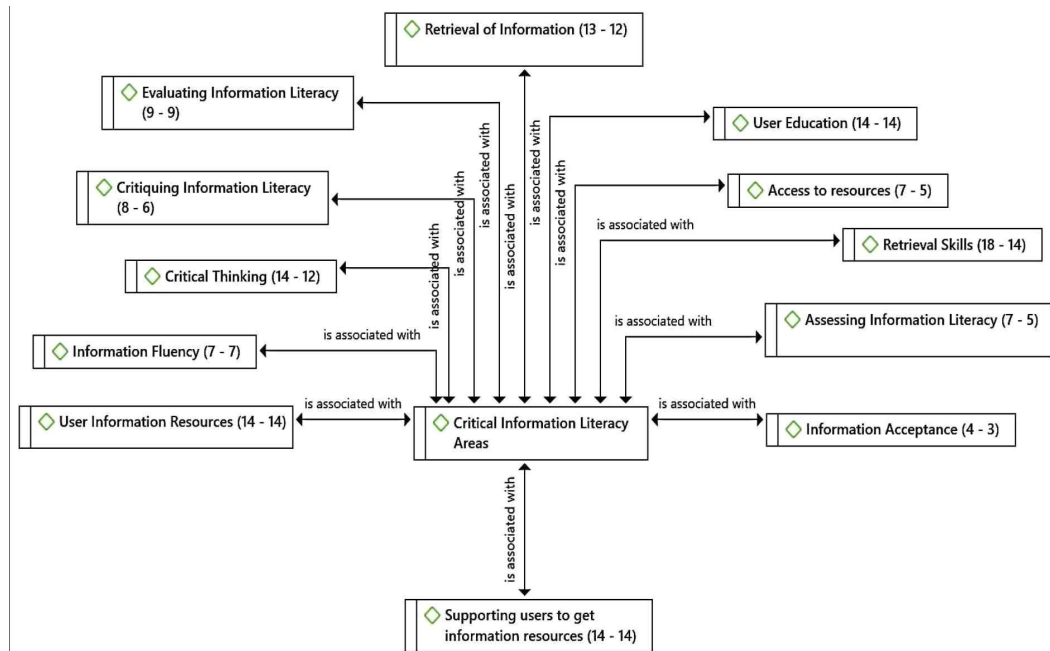 Retrieval of Information (13 - 12)
Evaluating Information Literacy
(9 - 9)
User Education (14 - 14)
Critiquing Information Literacy
(8 - 6)
Access to resources (7 - 5)
Retrieval Skills (18 - 14)
Critical Thinking (14 - 12)
Assessing Information Literacy (7 - 5)
Information Fluency (7 - 7)
User Information Resources (14 - 14)
Critical Information Literacy
Areas
Information Acceptance (4 - 3)
Supporting users to get
information resources (14 - 14)
is associated with
is associated with
is associated with
is associated with
is associated with
is associated with
is associated with
is associated with
is associated with
is associated with
is associated with
is associated with